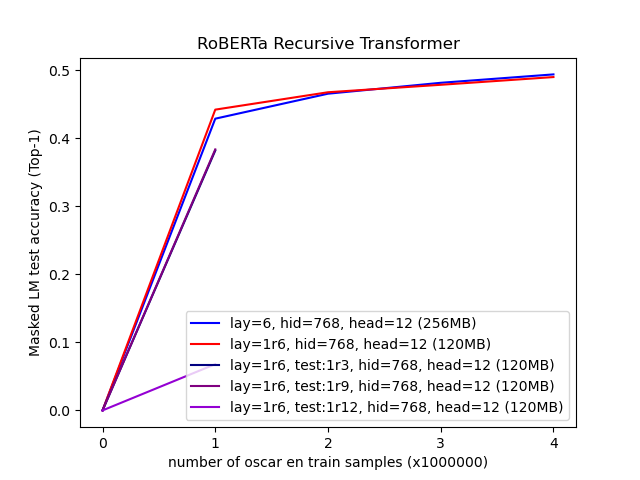 RoBERTa Recursive Transformer
Masked LM test accuracy (Top-1)
0.5
0.4
0.3
0.2
0.1
0.0
lay=6, hid=768, head=12 (256MB)
lay=1r6, hid=768, head=12 (120MB)
lay=1r6, test:1r3, hid=768, head=12 (120MB)
lay=1r6, test:1r9, hid=768, head=12 (120MB)
lay=1r6, test:1r12, hid=768, head=12 (120MB)
0 1 2 3 4
number of oscar en train samples (x1000000)